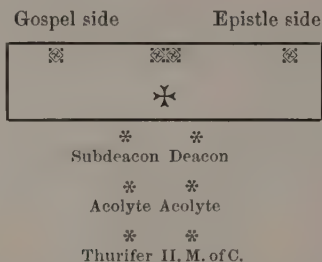 Gospel side Epistle side
Subdeacon Deacon
Acolyte Acolyte
Thurifer II. M. of C.